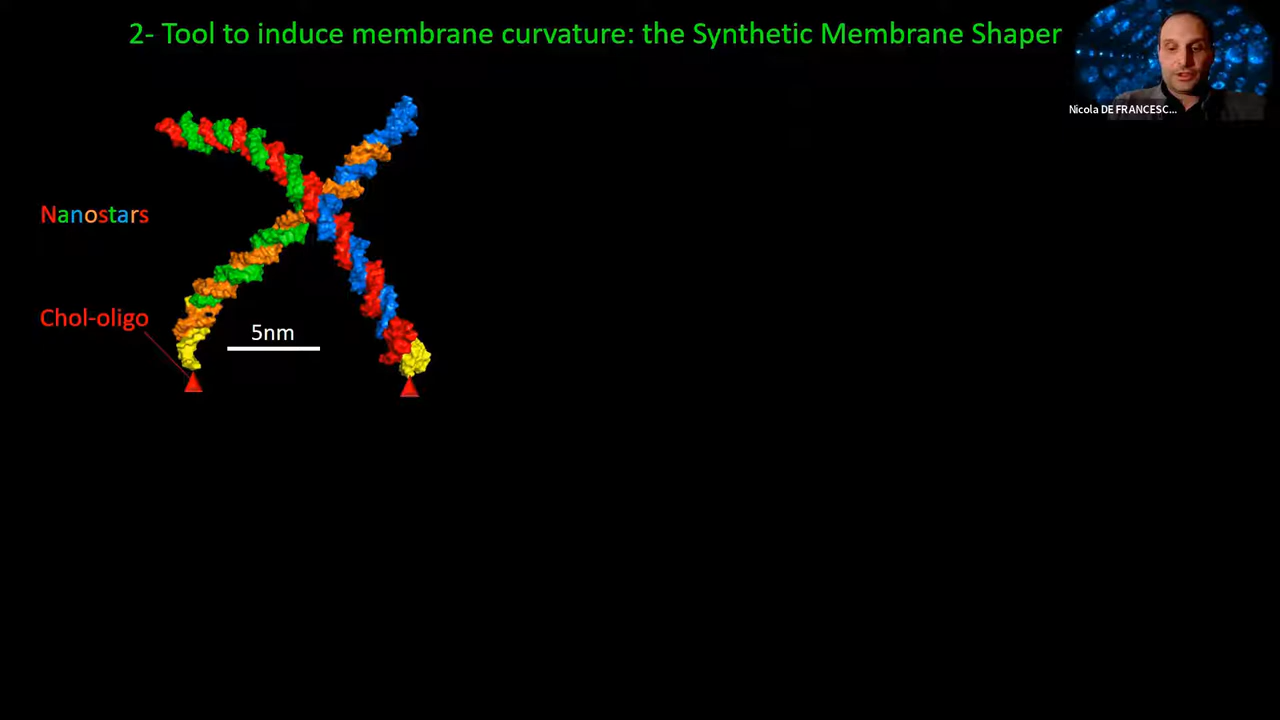 2- Tool to induce membrane curvature: the Synthetic Membrane Shaper
Nicola DE FRANCESC...
Nanostars
Chol-oligo
5nm